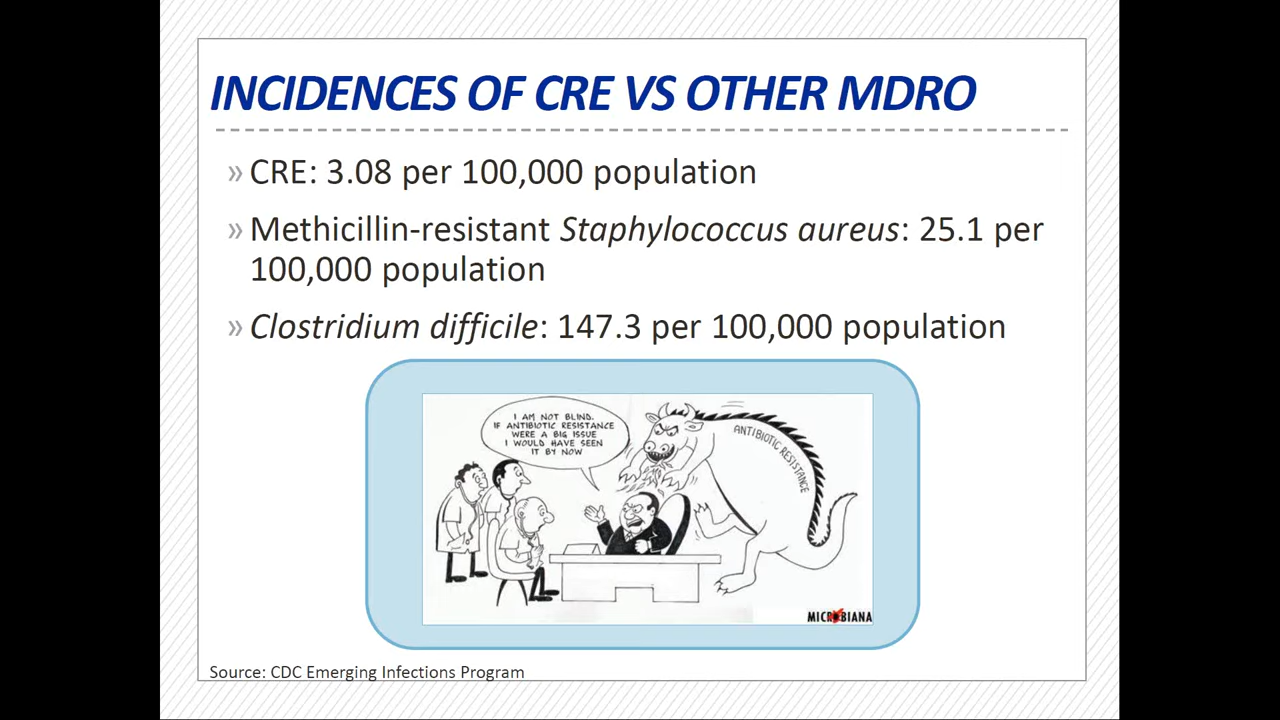 INCIDENCES OF CRE VS OTHER MDRO
» CRE: 3.08 per 100,000 population
» Methicillin-resistant Staphylococcus aureus: 25.1 per
100,000 population
» Clostridium difficile: 147.3 per 100,000 population
I AM NOT BLIND.
IF ANTIBIOTIC RESISTANCE
WERE A BIG ISSUE
I WOULD HAVE SEEN
IT BY NOW
ANTIBIOTIC RESISTANCE
MICROBIANA
Source: CDC Emerging Infections Program